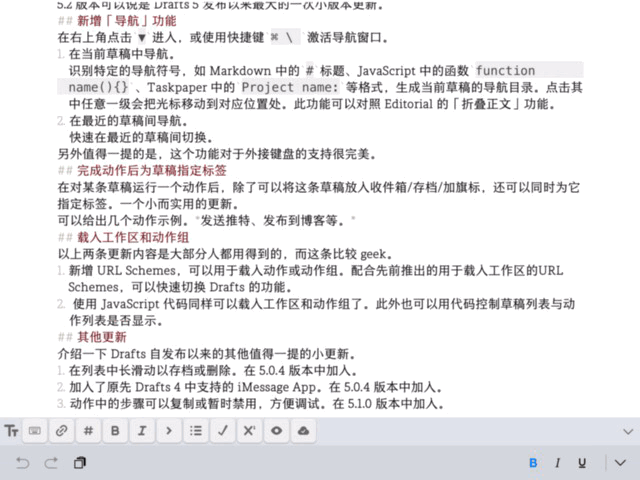 5.2 版本可以说是 Drafts 5 发布以来最大的一次小版本更新。
## 新增「导航」功能
在右上角点击 ▼ 进入，或使用快捷键 ⌘ \ 激活导航窗口。
1. 在当前草稿中导航。
识别特定的导航符号，如 Markdown 中的 # 标题、JavaScript 中的函数 function
name(){} 、Taskpaper 中的 Project name: 等格式，生成当前草稿的导航目录。点击其
中任意一级会把光标移动到对应位置处。此功能可以对照 Editorial 的「折叠正文」功能。
2. 在最近的草稿间导航。
快速在最近的草稿间切换。
另外值得一提的是，这个功能对于外接键盘的支持很完美。
## 完成动作后为草稿指定标签
在对某条草稿运行一个动作后，除了可以将这条草稿放入收件箱/存档/加旗标，还可以同时为它
指定标签。一个小而实用的更新。
可以给出几个动作示例。*发送推特、发布到博客等。*
## 载入工作区和动作组
以上两条更新内容是大部分人都用得到的，而这条比较 geek。
1. 新增 URL Schemes，可以用于载入动作或动作组。配合先前推出的用于载入工作区的URL
Schemes，可以快速切换 Drafts 的功能。
2. 使用 JavaScript 代码同样可以载入工作区和动作组了。此外也可以用代码控制草稿列表与动
作列表是否显示。
## 其他更新
介绍一下 Drafts 自发布以来的其他值得一提的小更新。
1. 在列表中长滑动以存档或删除。在 5.0.4 版本中加入。
2. 加入了原先 Drafts 4 中支持的 iMessage App。在 5.0.4 版本中加入。
3. 动作中的步骤可以复制或暂时禁用，方便调试。在 5.1.0 版本中加入。
Tт # B I > X'
B I U